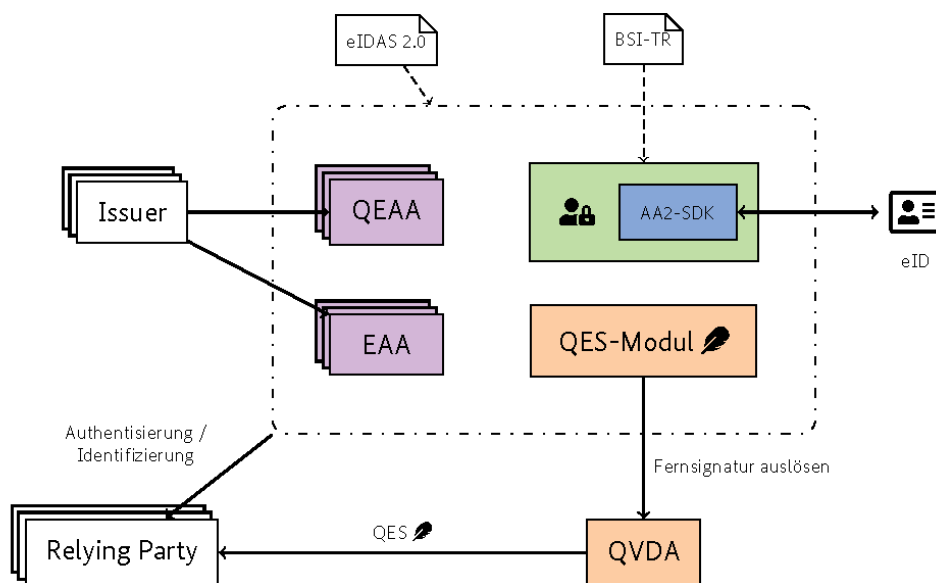 eIDAS 2.0
BSI-TR
Issuer
QEAA
AA2-SDK
eID
EAA
QES-Modul
Authentisierung /
Identifizierung
Fernsignatur auslösen
Relying Party
QES
QVDA